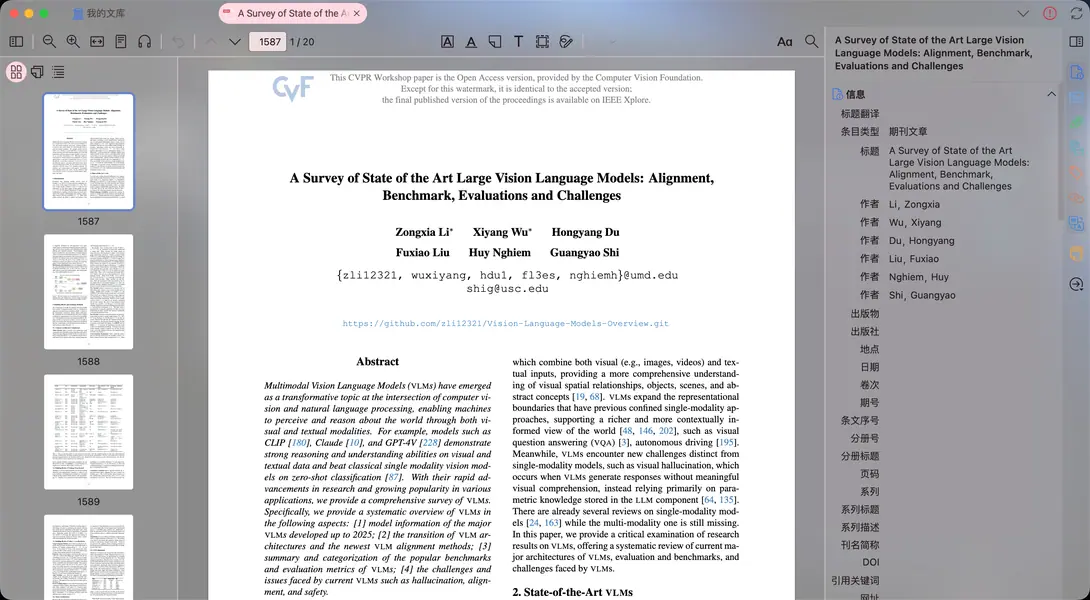 我的文库
A Survey of State of the A
1587
1 / 20
Aa
1587
1588
1589
CVF
This CVPR Workshop paper is the Open Access version, provided by the Computer Vision Foundation.
Except for this watermark, it is identical to the accepted version;
the final published version of the proceedings is available on IEEE Xplore.
A Survey of State of the Art Large Vision Language Models: Alignment,
Benchmark, Evaluations and Challenges
Zongxia Li* Xiyang Wu* Hongyang Du
Fuxiao Liu Huy Nghiem Guangyao Shi
{zli12321, wuxiyang, hdu1, fl3es, nghiemh}@umd.edu
shig@usc.edu
https://github.com/zli12321/Vision-Language-Models-Overview.git
Abstract
Multimodal Vision Language Models (VLMs) have emerged
as a transformative topic at the intersection of computer vi-
sion and natural language processing, enabling machines
to perceive and reason about the world through both vi-
sual and textual modalities. For example, models such as
CLIP [180], Claude [10], and GPT-4V [228] demonstrate
strong reasoning and understanding abilities on visual and
textual data and beat classical single modality vision mod-
els on zero-shot classification [87]. With their rapid ad-
vancements in research and growing popularity in various
applications, we provide a comprehensive survey of VLMs.
Specifically, we provide a systematic overview of VLMs in
the following aspects: [1] model information of the major
VLMs developed up to 2025; [2] the transition of VLM ar-
chitectures and the newest VLM alignment methods; [3]
summary and categorization of the popular benchmarks
and evaluation metrics of VLMs; [4] the challenges and
issues faced by current VLMs such as hallucination, align-
ment, and safety.
which combine both visual (e.g., images, videos) and tex-
tual inputs, providing a more comprehensive understand-
ing of visual spatial relationships, objects, scenes, and ab-
stract concepts [19, 68]. VLMs expand the representational
boundaries that have previous confined single-modality ap-
proaches, supporting a richer and more contextually in-
formed view of the world [48, 146, 202], such as visual
question answering (VQA) [3], autonomous driving [195].
Meanwhile, VLMs encounter new challenges distinct from
single-modality models, such as visual hallucination, which
occurs when VLMs generate responses without meaningful
visual comprehension, instead relying primarily on para-
metric knowledge stored in the LLM component [64, 135].
There are already several reviews on single-modality mod-
els [24, 163] while the multi-modality one is still missing.
In this paper, we provide a critical examination of research
results on VLMs, offering a systematic review of current ma-
jor architectures of VLMs, evaluation and benchmarks, and
challenges faced by VLMs.
2. State-of-the-Art VLMs
A Survey of State of the Art Large Vision
Language Models: Alignment, Benchmark,
Evaluations and Challenges
信息
标题翻译
条目类型 期刊文章
标题 A Survey of State of the Art
Large Vision Language Models:
Alignment, Benchmark,
Evaluations and Challenges
作者 Li, Zongxia
作者 Wu, Xiyang
作者 Du, Hongyang
作者 Liu, Fuxiao
作者 Nghiem, Huy
作者 Shi, Guangyao
出版物
出版社
地点
日期
卷次
期号
条文序号
分册号
分册标题
页码
系列
系列标题
系列描述
刊名简称
DOI
引用关键词
网址